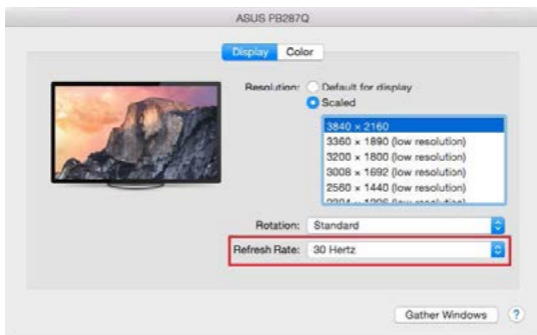 ASUS PB287Q
Display Color
Resolution: Default for display
Scaled
3840 × 2160
3360 × 1890 (low resolution)
3200 × 1800 (low resolution)
3008 × 1692 (low resolution)
2560 × 1440 (low resolution)
Rotation: Standard
Refresh Rate: 30 Hertz
Gather Windows ?